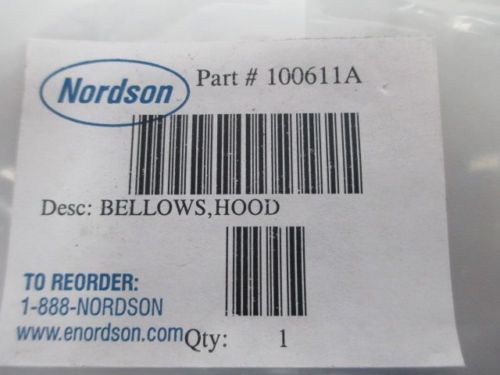 Nordson
Part # 100611A
Desc: BELLOWS,HOOD
TO REORDER:
1-888-NORDSON
www.enordson.com
Qty: 1